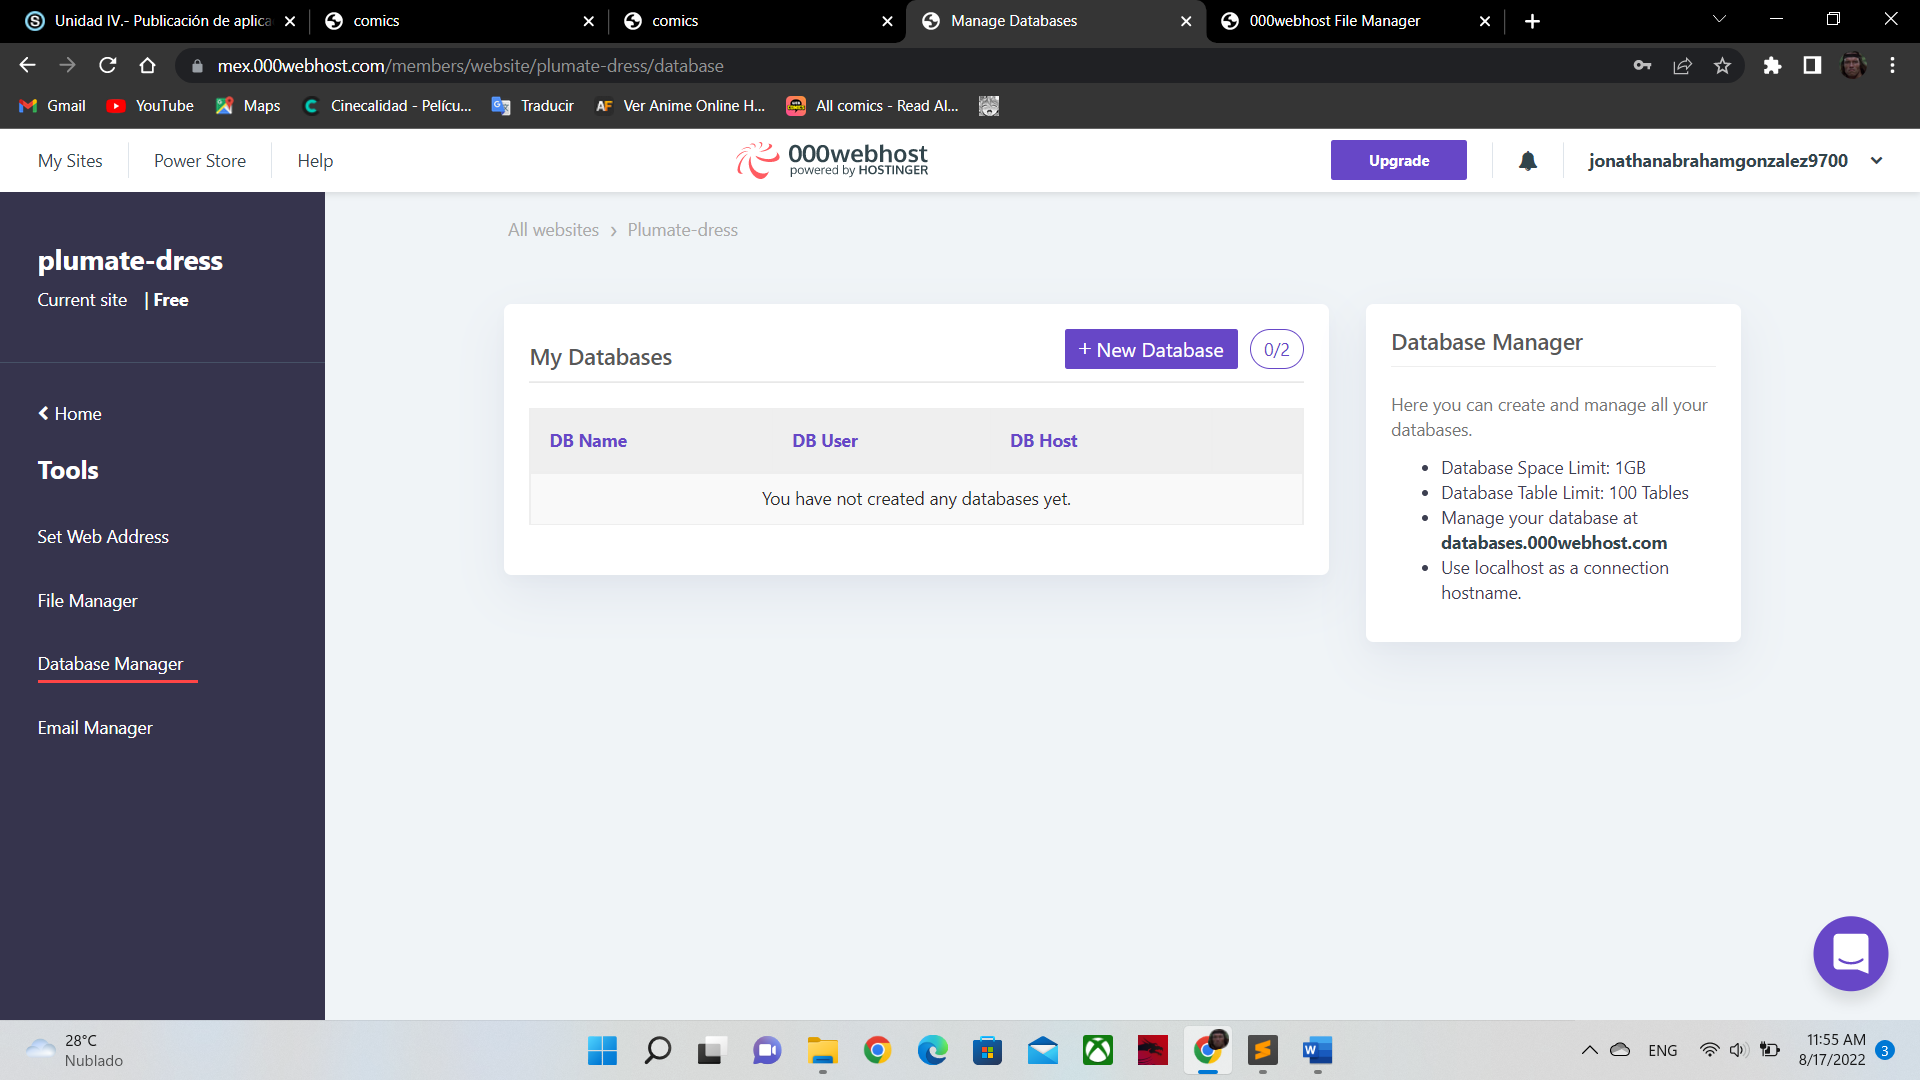 Unidad IV.- Publicación de aplica
comics
comics
Manage Databases
000webhost File Manager
mex.000webhost.com/members/website/plumate-dress/database
Gmail
YouTube
Maps
Cinecalidad - Pelícu...
Traducir
AF Ver Anime Online H...
All comics - Read Al...
My Sites
Power Store
Help
000webhost
powered by HOSTINGER
Upgrade
jonathanabrahamgonzalez9700
plumate-dress
Current site | Free
Home
Tools
Set Web Address
File Manager
Database Manager
Email Manager
All websites › Plumate-dress
My Databases
+ New Database
0/2
DB Name DB User DB Host
You have not created any databases yet.
Database Manager
Here you can create and manage all your
databases.
• Database Space Limit: 1GB
• Database Table Limit: 100 Tables
• Manage your database at
databases.000webhost.com
• Use localhost as a connection
hostname.
28°C
Nublado
ENG
11:55 AM
8/17/2022
3